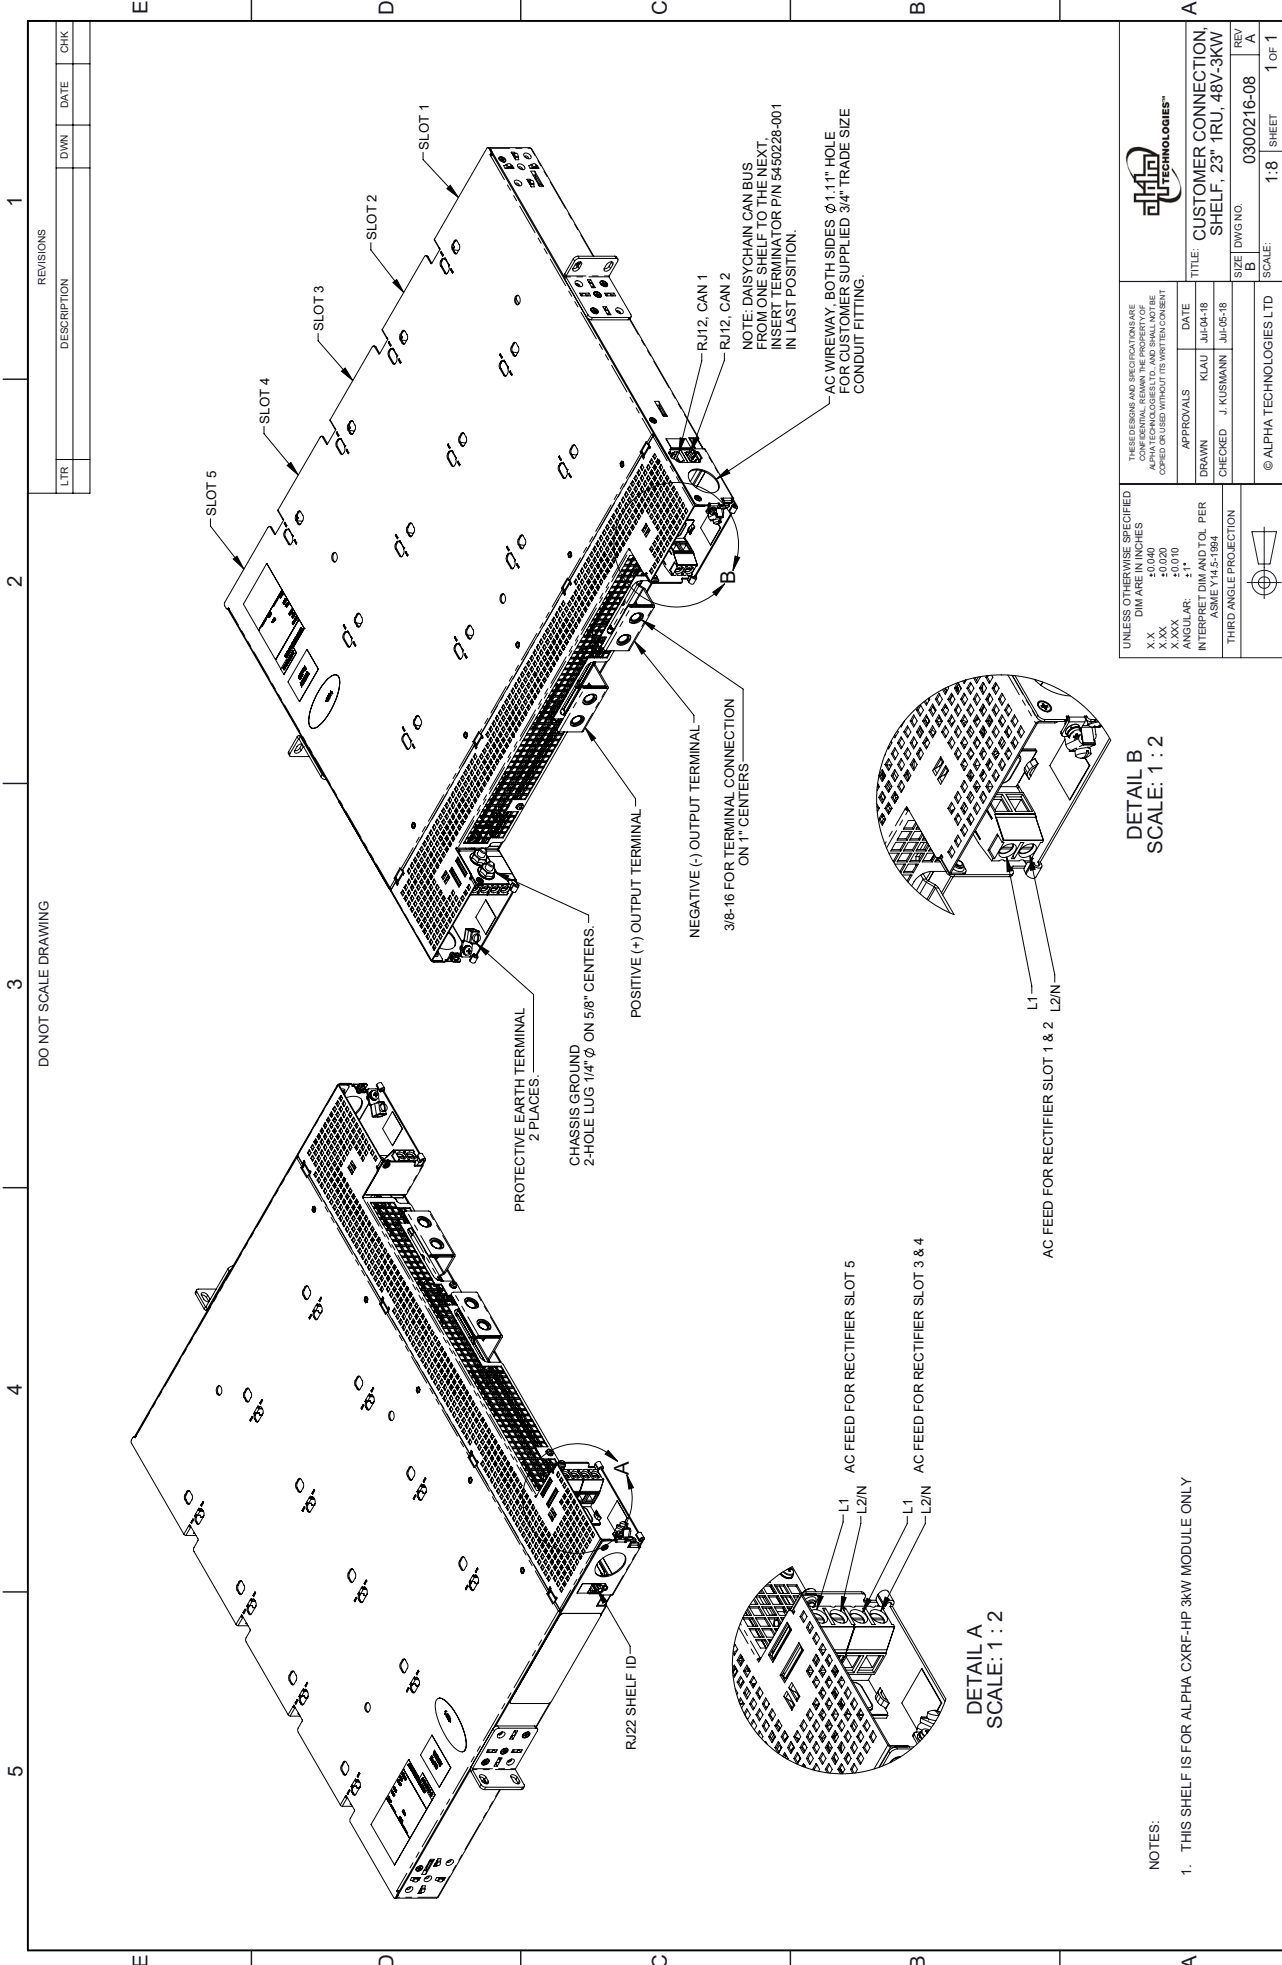 5
4
3
2
1
DO NOT SCALE DRAWING
REVISIONS
LTR
DESCRIPTION
DWN
DATE
CHK
E
D
C
B
A
E
D
C
B
A
SLOT 5
SLOT 4
SLOT 3
SLOT 2
SLOT 1
RJ22 SHELF ID
A
PROTECTIVE EARTH TERMINAL
2 PLACES.
CHASSIS GROUND
2-HOLE LUG 1/4" Ø ON 5/8" CENTERS.
POSITIVE (+) OUTPUT TERMINAL
NEGATIVE (-) OUTPUT TERMINAL
3/8-16 FOR TERMINAL CONNECTION
ON 1" CENTERS
B
RJ12, CAN 1
RJ12, CAN 2
NOTE: DAISYCHAIN CAN BUS
FROM ONE SHELF TO THE NEXT,
INSERT TERMINATOR P/N 5450228-001
IN LAST POSITION.
AC WIREWAY, BOTH SIDES Ø1.11" HOLE
FOR CUSTOMER SUPPLIED 3/4" TRADE SIZE
CONDUIT FITTING.
L1
L2/N
AC FEED FOR RECTIFIER SLOT 5
L1
L2/N
AC FEED FOR RECTIFIER SLOT 3 & 4
DETAIL A
SCALE: 1 : 2
L1
L2/N
AC FEED FOR RECTIFIER SLOT 1 & 2
DETAIL B
SCALE: 1 : 2
NOTES:
1. THIS SHELF IS FOR ALPHA CXRF-HP 3kW MODULE ONLY
UNLESS OTHERWISE SPECIFIED
DIM ARE IN INCHES
X.X ±0.040
X.XX ±0.020
X.XXX ±0.010
ANGULAR: ±1°
INTERPRET DIM AND TOL PER
ASME Y14.5-1994
THIRD ANGLE PROJECTION
THESE DESIGNS AND SPECIFICATIONS ARE
CONFIDENTIAL, REMAIN THE PROPERTY OF
ALPHA TECHNOLOGIES LTD., AND SHALL NOT BE
COPIED OR USED WITHOUT ITS WRITTEN CONSENT
APPROVALS
DATE
DRAWN KLAU Jul-04-18
CHECKED J. KUSMANN Jul-05-18
© ALPHA TECHNOLOGIES LTD
alpha
TECHNOLOGIES™
TITLE: CUSTOMER CONNECTION,
SHELF, 23" 1RU, 48V-3KW
SIZE
B
DWG NO.
0300216-08
REV
A
SCALE: 1:8
SHEET 1 OF 1